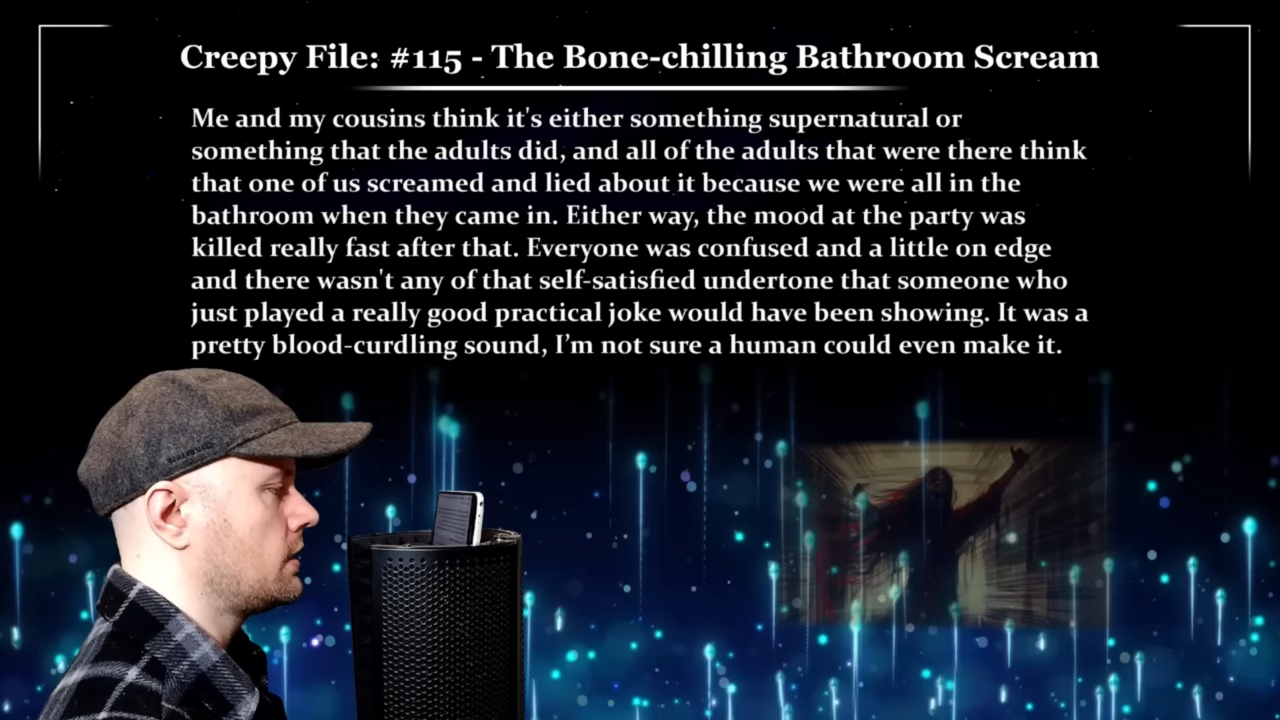 Creepy File: #115 - The Bone-chilling Bathroom Scream
Me and my cousins think it's either something supernatural or
something that the adults did, and all of the adults that were there think
that one of us screamed and lied about it because we were all in the
bathroom when they came in. Either way, the mood at the party was
killed really fast after that. Everyone was confused and a little on edge
and there wasn't any of that self-satisfied undertone that someone who
just played a really good practical joke would have been showing. It was a
pretty blood-curdling sound, I’m not sure a human could even make it.